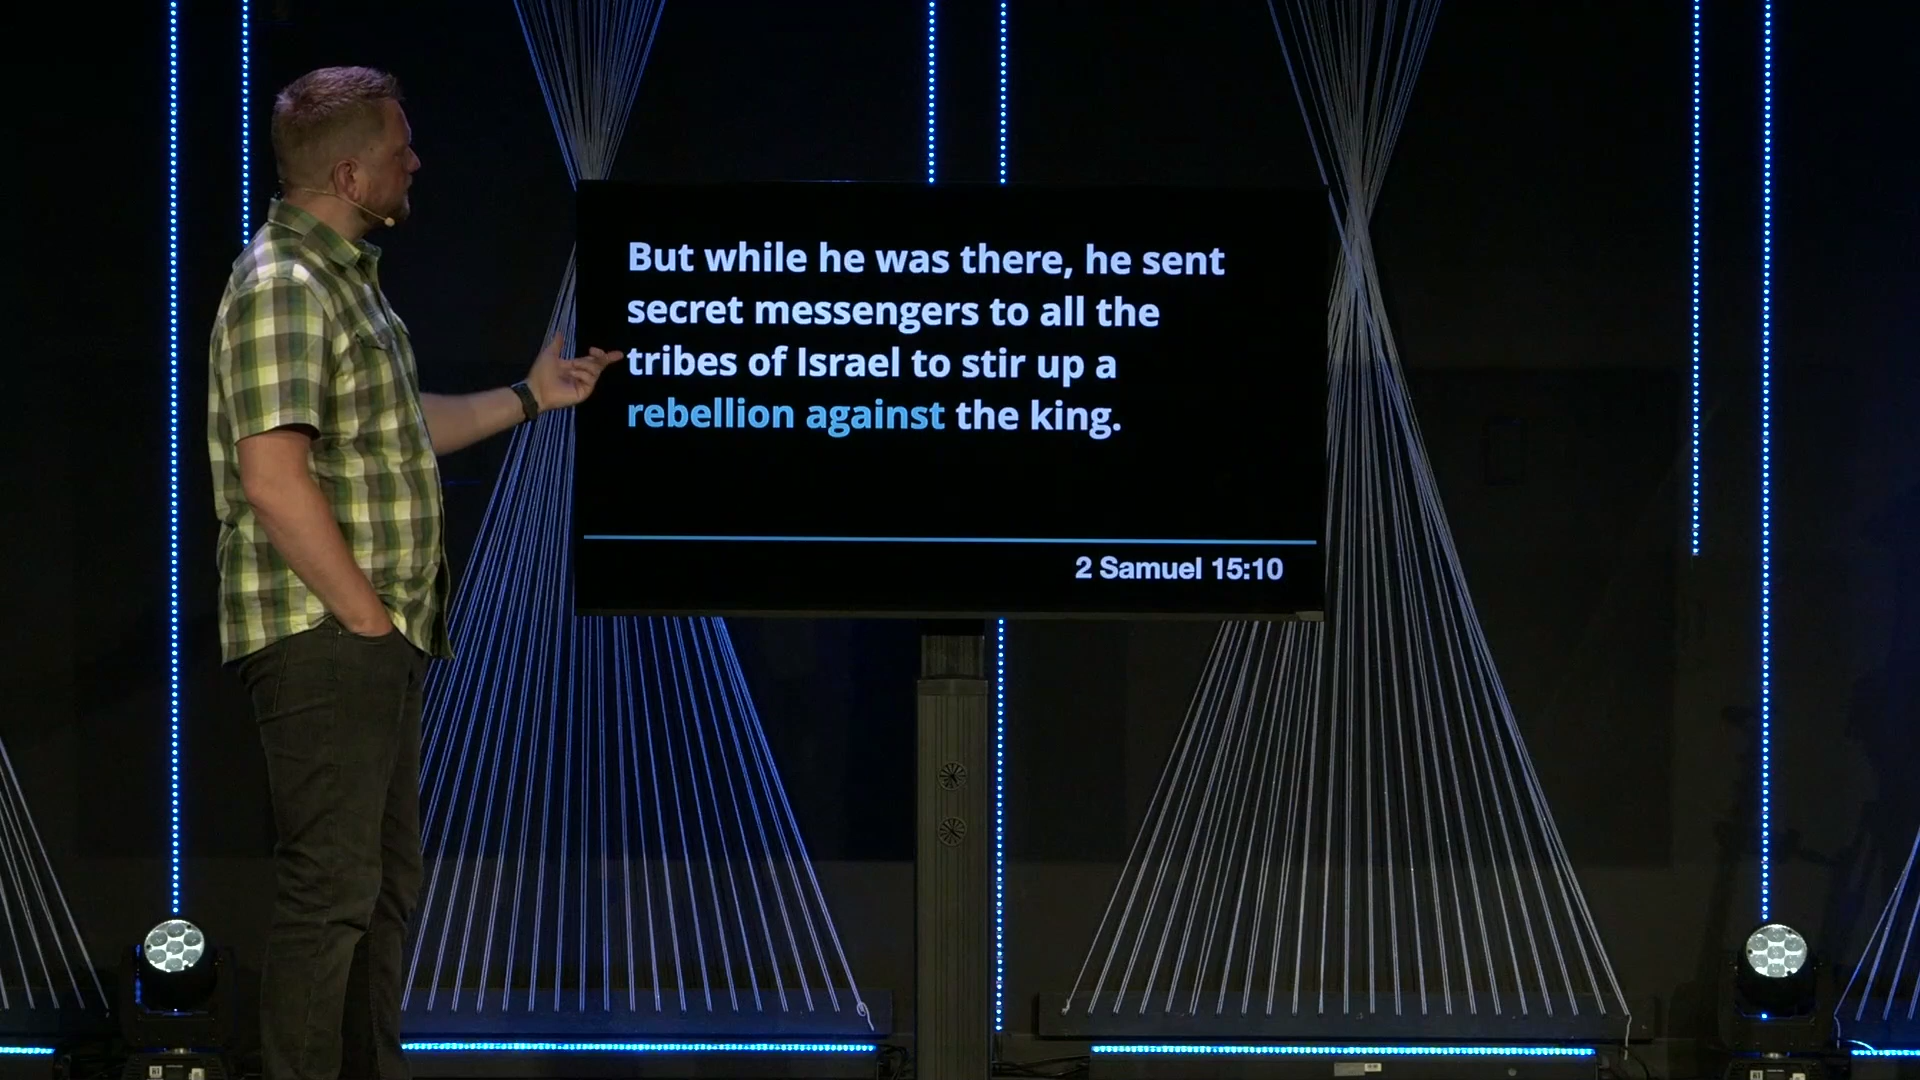 But while he was there, he sent
secret messengers to all the
tribes of Israel to stir up a
rebellion against the king.
2 Samuel 15:10